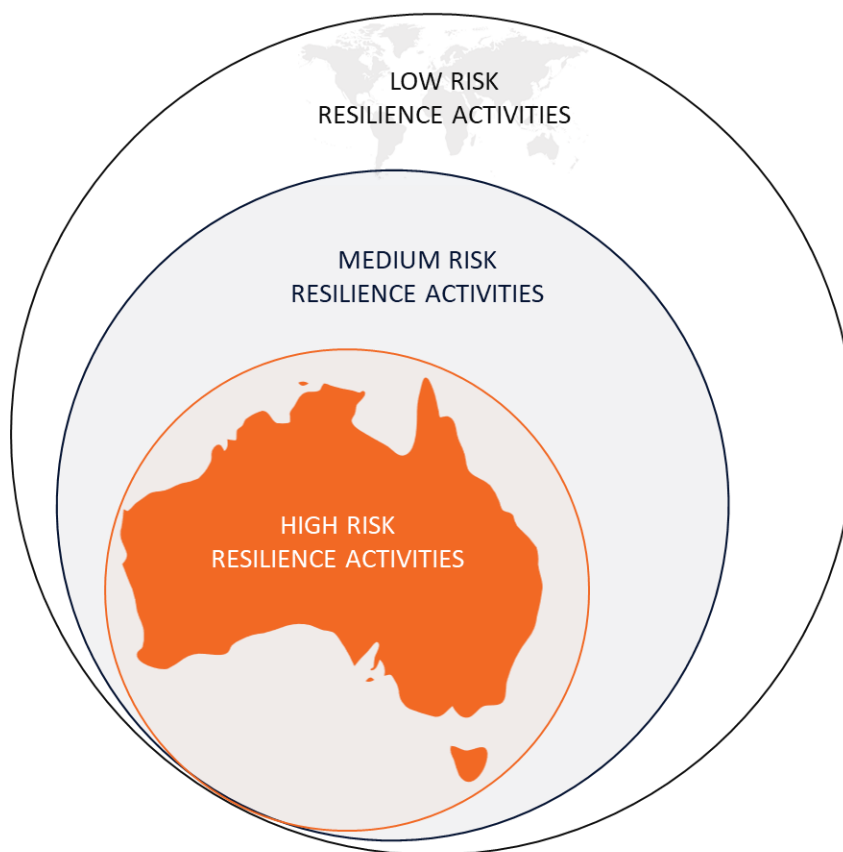 LOW RISK
RESILIENCE ACTIVITIES
MEDIUM RISK
RESILIENCE ACTIVITIES
HIGH RISK
RESILIENCE ACTIVITIES